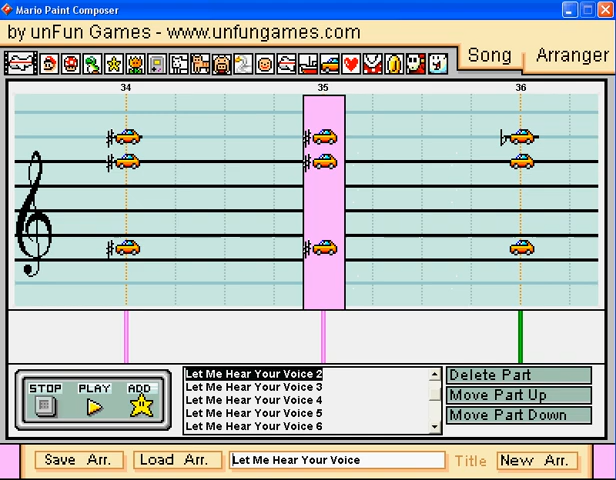 Mario Paint Composer
by unFun Games - www.unfungames.com
Song
Arranger
34 35 36
STOP PLAY ADD
Let Me Hear Your Voice 2
Let Me Hear Your Voice 3
Let Me Hear Your Voice 4
Let Me Hear Your Voice 5
Let Me Hear Your Voice 6
Delete Part
Move Part Up
Move Part Down
Save Arr. Load Arr. Let Me Hear Your Voice Title New Arr.